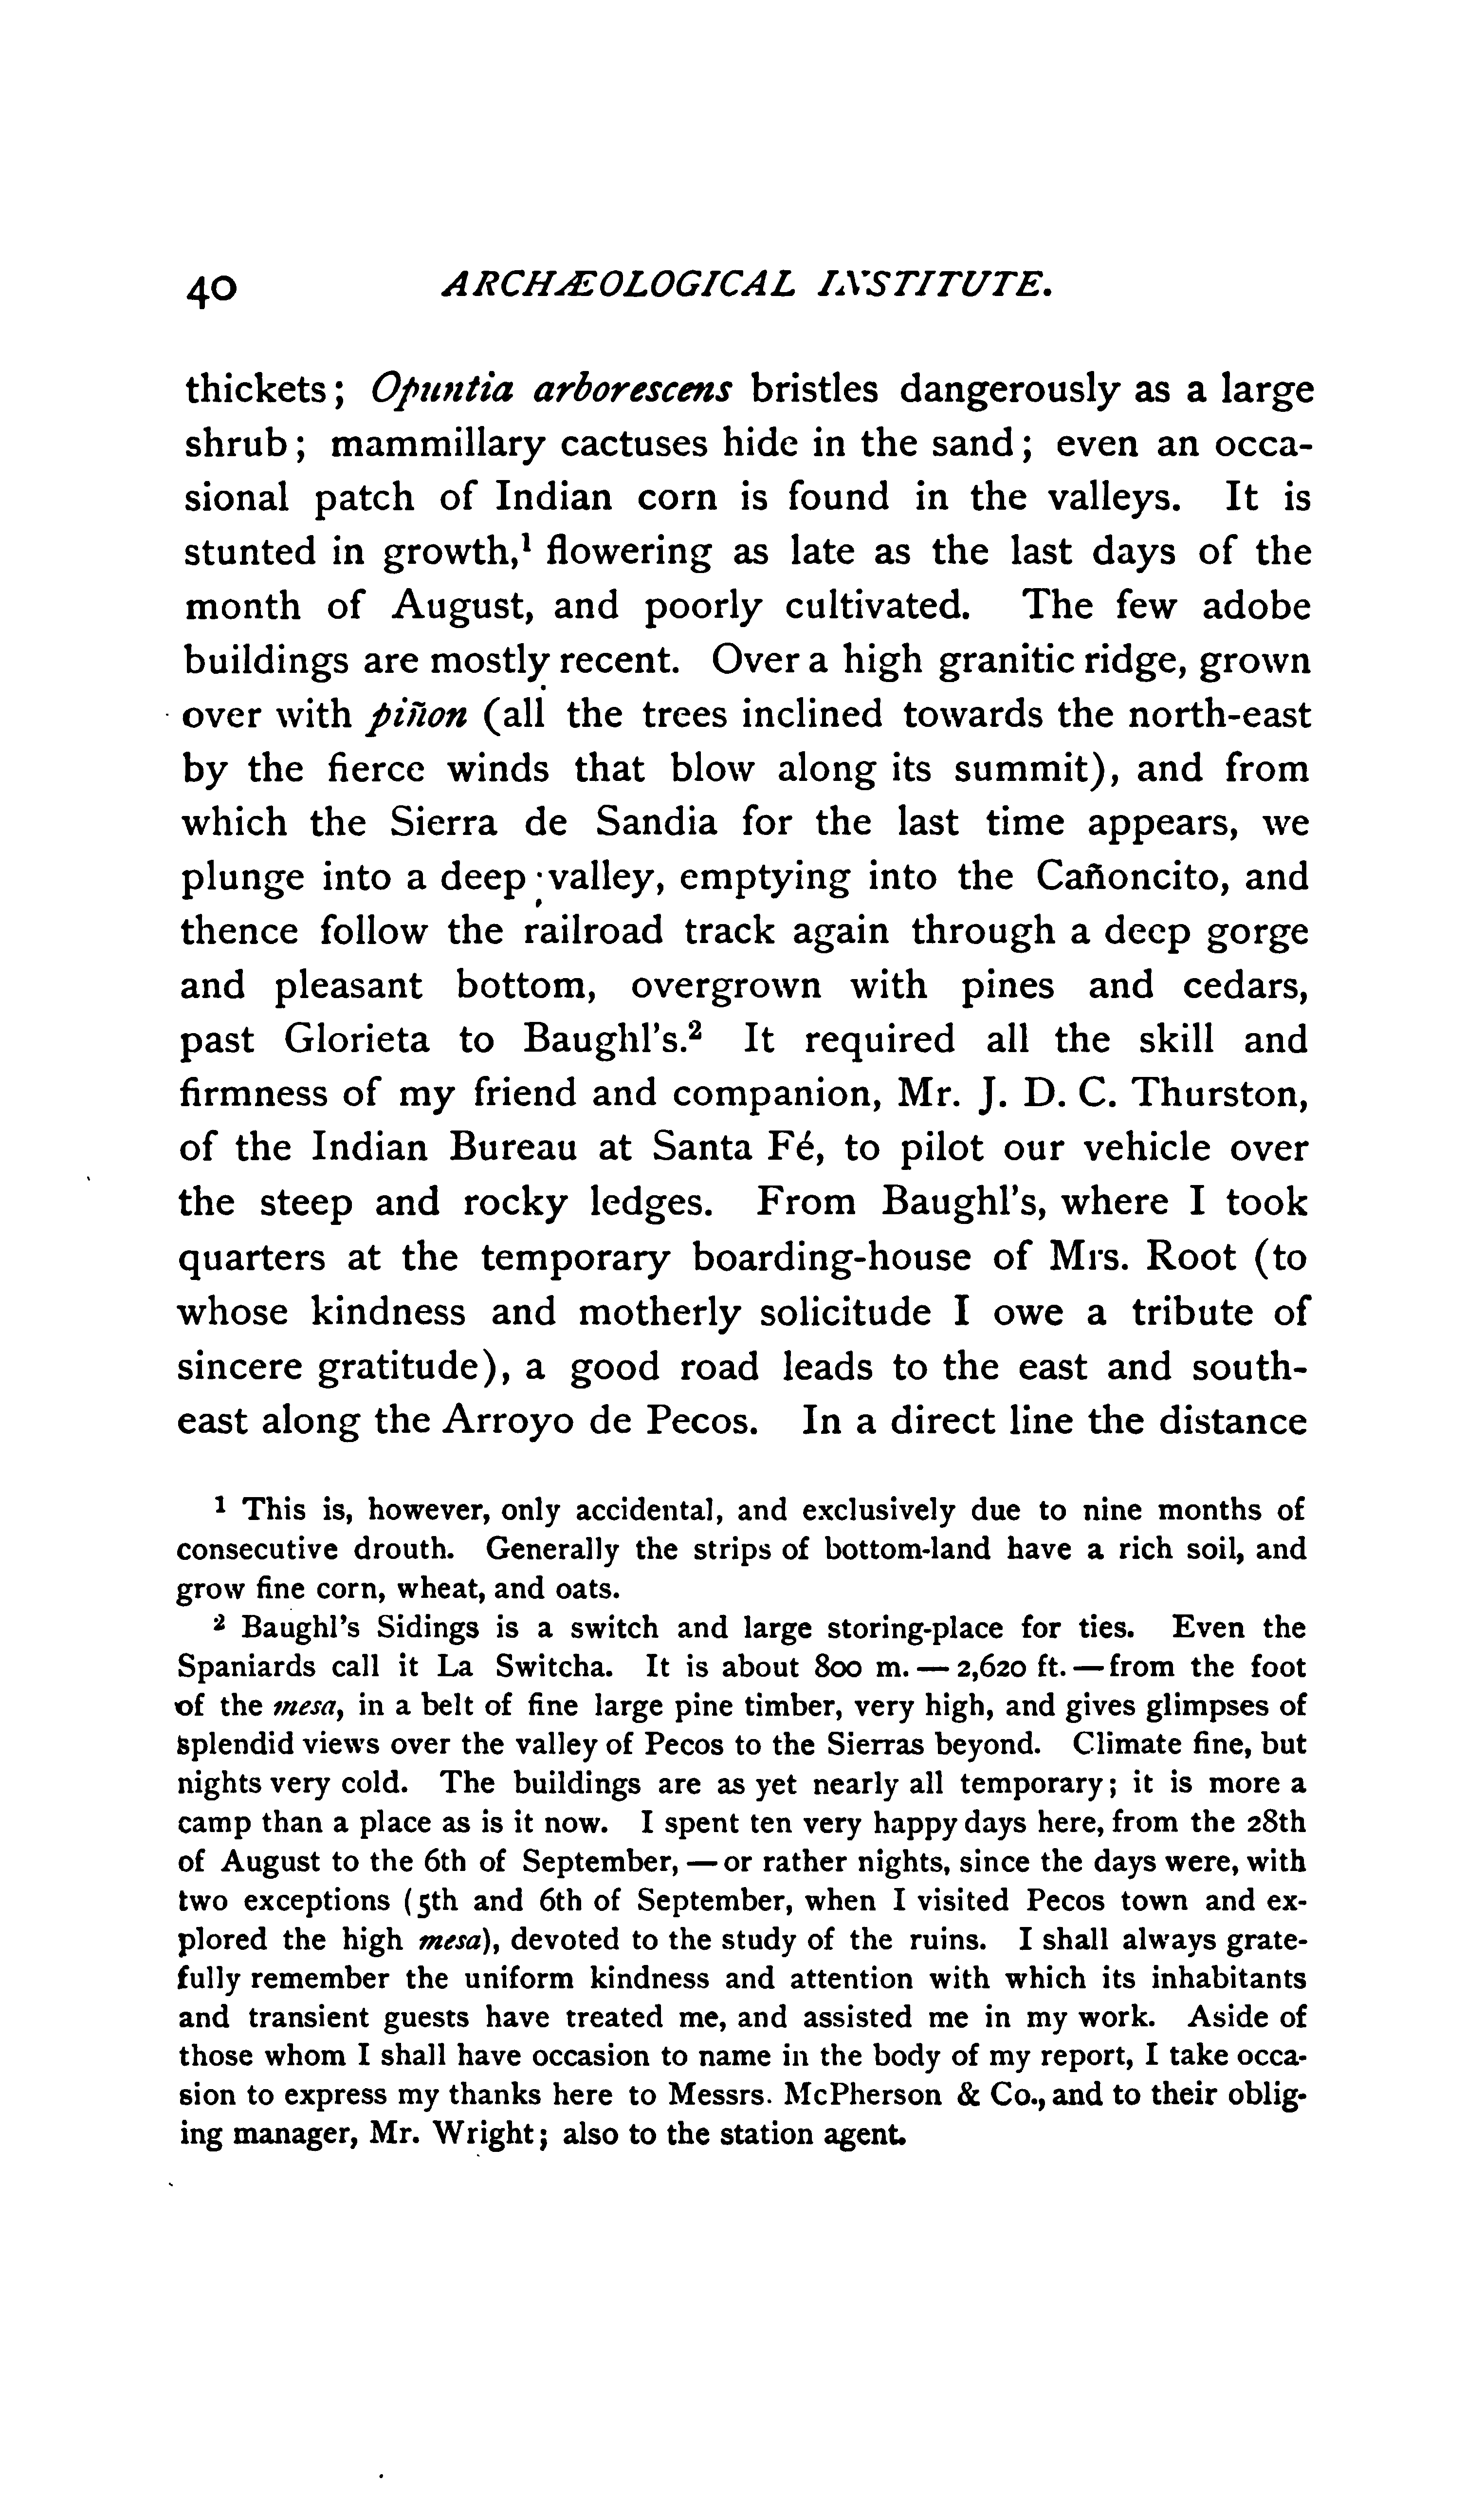 40 ARCHÆOLOGICAL INSTITUTE.
thickets; Opuntia arborescens bristles dangerously as a large
shrub; mammillary cactuses hide in the sand; even an occa-
sional patch of Indian corn is found in the valleys. It is
stunted in growth,¹ flowering as late as the last days of the
month of August, and poorly cultivated. The few adobe
buildings are mostly recent. Over a high granitic ridge, grown
over with piñon (all the trees inclined towards the north-east
by the fierce winds that blow along its summit), and from
which the Sierra de Sandia for the last time appears, we
plunge into a deep valley, emptying into the Cañoncito, and
thence follow the railroad track again through a deep gorge
and pleasant bottom, overgrown with pines and cedars,
past Glorieta to Baughl's.² It required all the skill and
firmness of my friend and companion, Mr. J. D. C. Thurston,
of the Indian Bureau at Santa Fé, to pilot our vehicle over
the steep and rocky ledges. From Baughl's, where I took
quarters at the temporary boarding-house of Mrs. Root (to
whose kindness and motherly solicitude I owe a tribute of
sincere gratitude), a good road leads to the east and south-
east along the Arroyo de Pecos. In a direct line the distance
¹ This is, however, only accidental, and exclusively due to nine months of
consecutive drouth. Generally the strips of bottom-land have a rich soil, and
grow fine corn, wheat, and oats.
² Baughl's Sidings is a switch and large storing-place for ties. Even the
Spaniards call it La Switcha. It is about 800 m. — 2,620 ft. — from the foot
of the mesa, in a belt of fine large pine timber, very high, and gives glimpses of
splendid views over the valley of Pecos to the Sierras beyond. Climate fine, but
nights very cold. The buildings are as yet nearly all temporary; it is more a
camp than a place as is it now. I spent ten very happy days here, from the 28th
of August to the 6th of September, — or rather nights, since the days were, with
two exceptions (5th and 6th of September, when I visited Pecos town and ex-
plored the high mesa), devoted to the study of the ruins. I shall always grate-
fully remember the uniform kindness and attention with which its inhabitants
and transient guests have treated me, and assisted me in my work. Aside of
those whom I shall have occasion to name in the body of my report, I take occa-
sion to express my thanks here to Messrs. McPherson & Co., and to their oblig-
ing manager, Mr. Wright; also to the station agent.